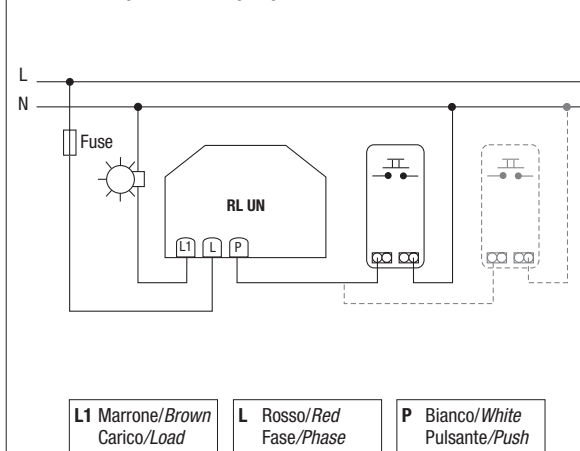 L
N
Fuse
RL UN
L1 L P
L1 Marrone/Brown
Carico/Load
L Rosso/Red
Fase/Phase
P Bianco/White
Pulsante/Push